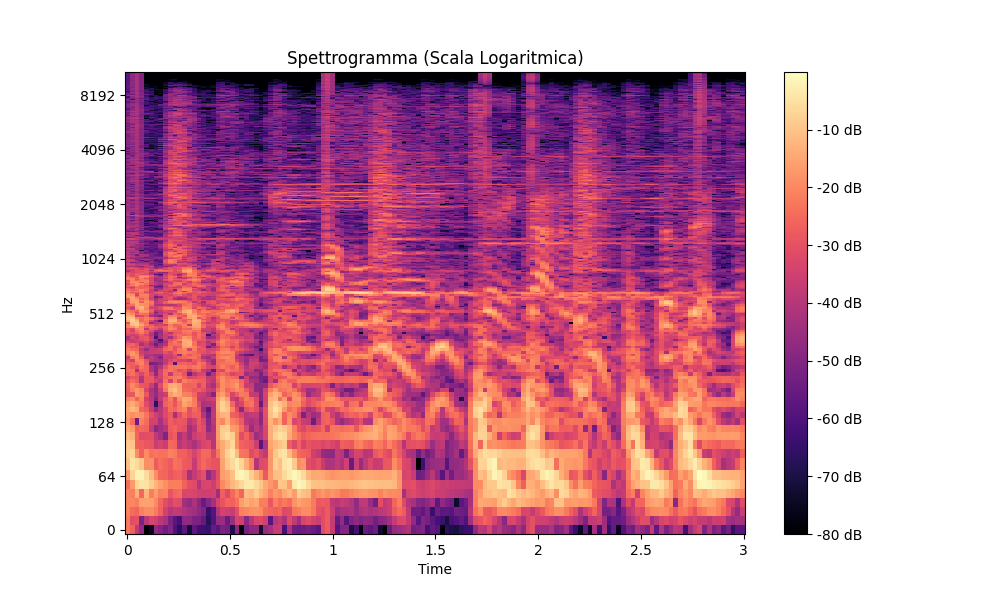 Spettrogramma (Scala Logaritmica)
8192
4096
2048
1024
512
256
128
64
0
Hz
0
0.5
1
1.5
2
2.5
3
Time
-10 dB
-20 dB
-30 dB
-40 dB
-50 dB
-60 dB
-70 dB
-80 dB